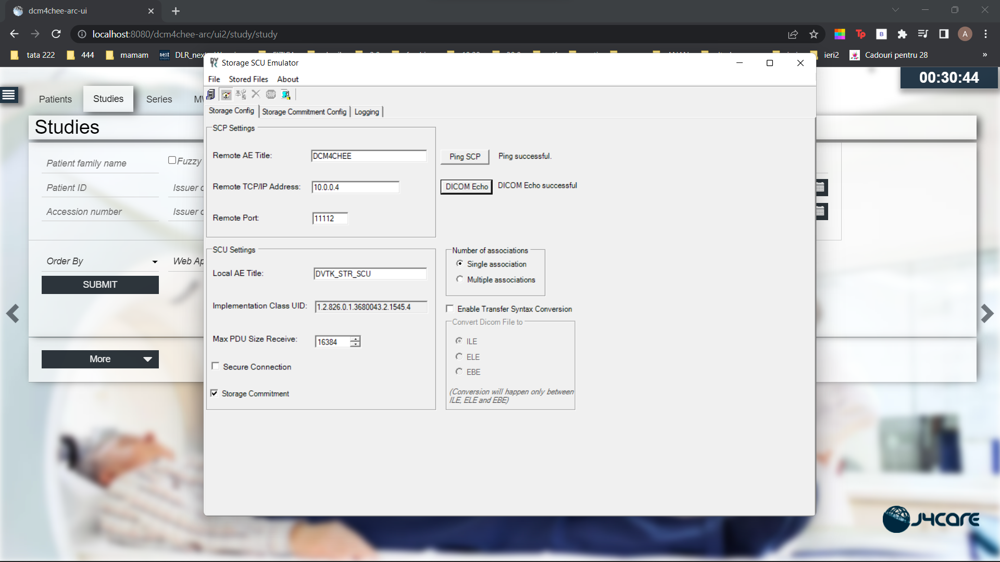 dcm4chee-arc-ui
localhost:8080/dcm4chee-arc/ui2/study/study
Tp
B
A
tata 222
444
mamam
next
ieri2
Cadouri pentru 28
»
Storage SCU Emulator
File Stored Files About
STOP
Storage Config Storage Commitment Config Logging
SCP Settings
Remote AE Title: DCM4CHEE
Ping SCP Ping successful.
Remote TCP/IP Address: 10.0.0.4
DICOM Echo DICOM Echo successful
Remote Port: 11112
SCU Settings
Local AE Title: DVTK_STR_SCU
Implementation Class UID: 1.2.826.0.1.3680043.2.1545.4
Max PDU Size Receive: 16384
Secure Connection
Storage Commitment
Number of associations
Single association
Multiple associations
Enable Transfer Syntax Conversion
Convert Dicom File to
ILE
ELE
EBE
(Conversion will happen only between
ILE, ELE and EBE)
00:30:44
Patients Studies Series
Studies
Patient family name
Fuzzy
Patient ID
Issuer
Accession number
Issuer
Order By
Web
SUBMIT
More
J4CARE